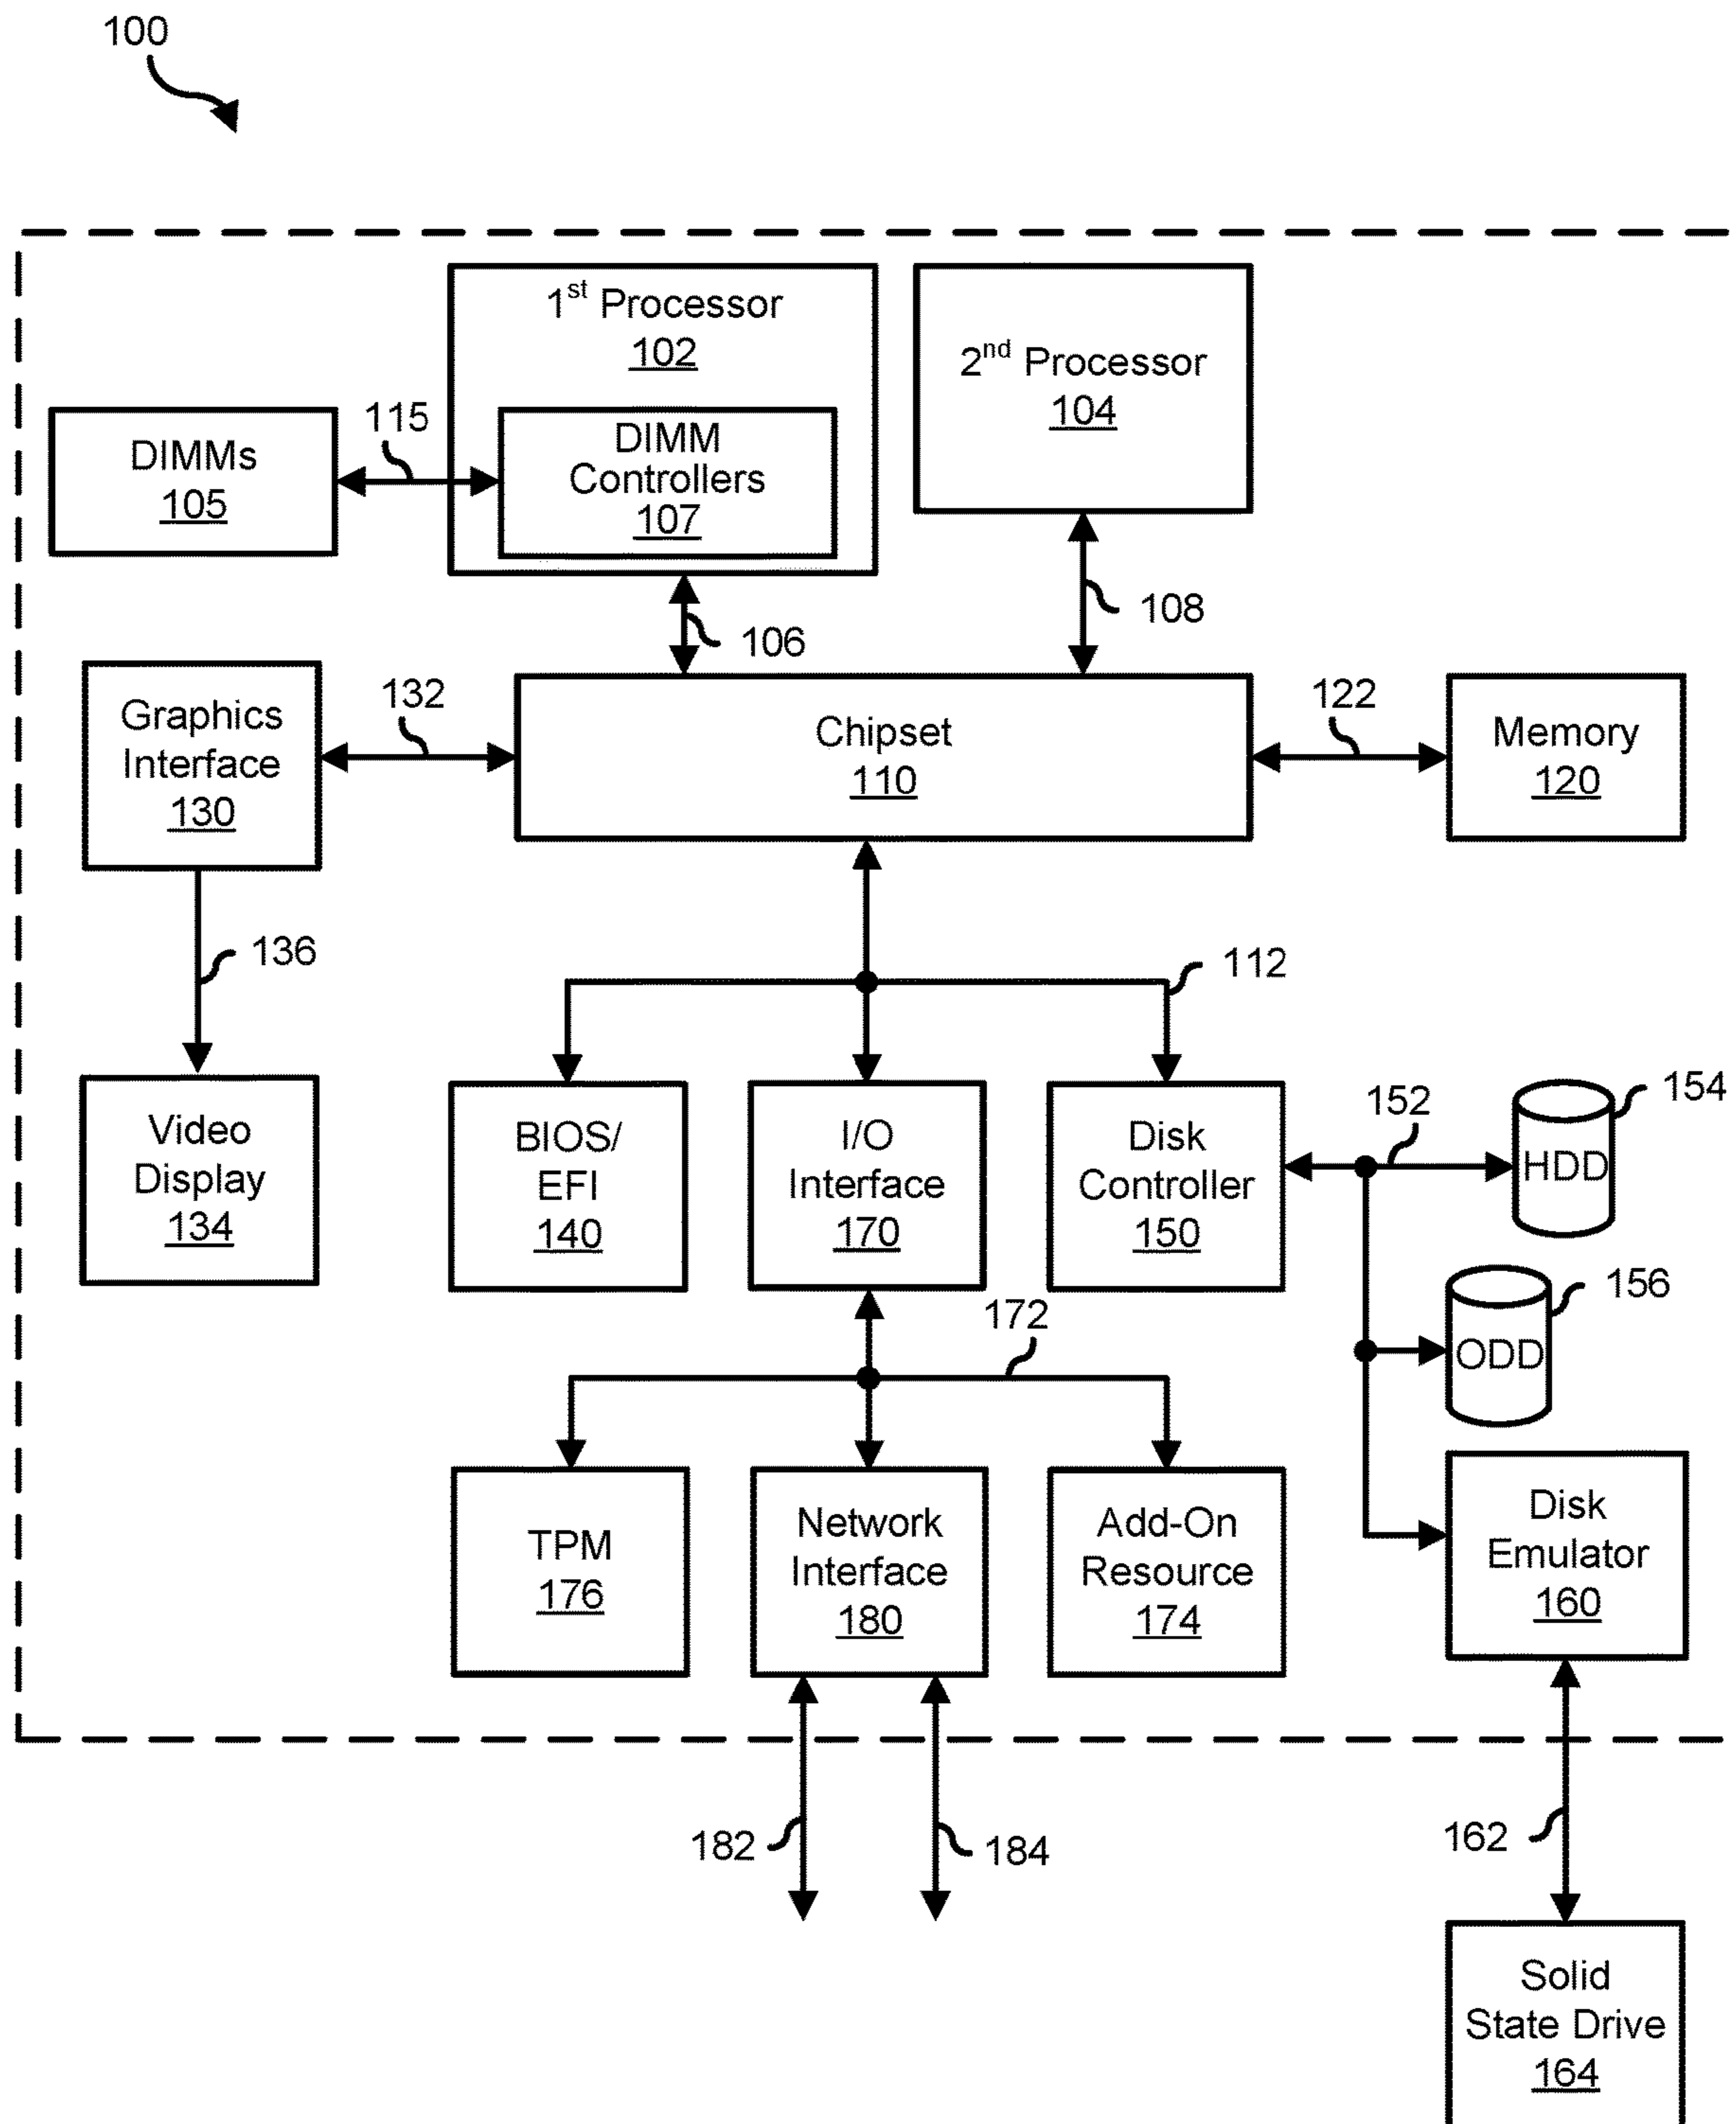 100
1st Processor
102
2nd Processor
104
DIMMs
105
115
DIMM
Controllers
107
106
108
Graphics
Interface
130
132
Chipset
110
122
Memory
120
136
112
Video
Display
134
BIOS/
EFI
140
I/O
Interface
170
Disk
Controller
150
152
154
HDD
156
ODD
172
TPM
176
Network
Interface
180
Add-On
Resource
174
Disk
Emulator
160
182
184
162
Solid
State Drive
164